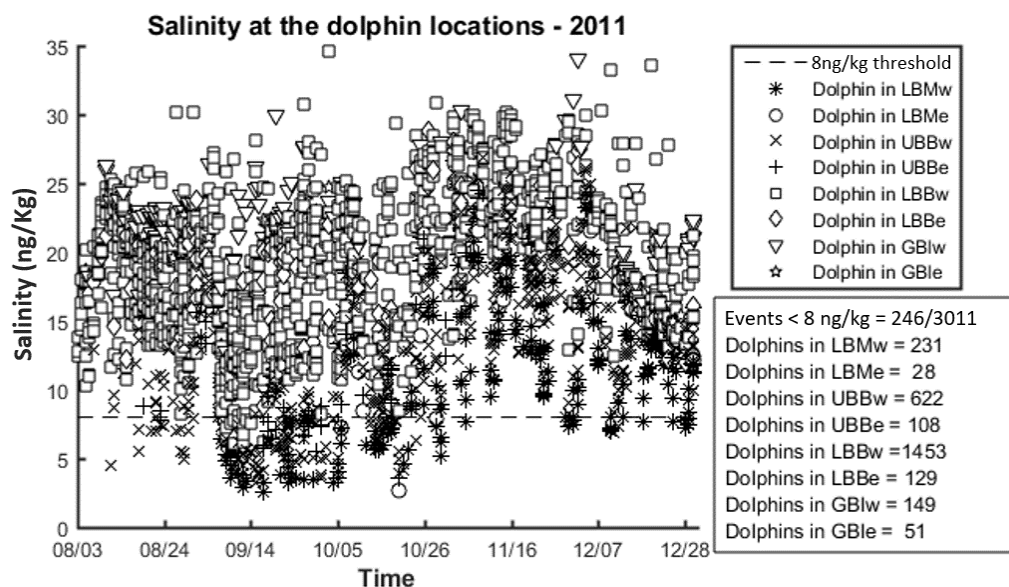 Salinity at the dolphin locations - 2011
35
30
25
20
15
10
5
0
Salinity (ng/Kg)
08/03 08/24 09/14 10/05 10/26 11/16 12/07 12/28
Time
8ng/kg threshold
Dolphin in LBMw
Dolphin in LBMe
Dolphin in UBBw
Dolphin in UBBe
Dolphin in LBBw
Dolphin in LBBe
Dolphin in GBIw
Dolphin in GBIe
Events < 8 ng/kg = 246/3011
Dolphins in LBMw = 231
Dolphins in LBMe = 28
Dolphins in UBBw = 622
Dolphins in UBBe = 108
Dolphins in LBBw =1453
Dolphins in LBBe = 129
Dolphins in GBIw = 149
Dolphins in GBIe = 51